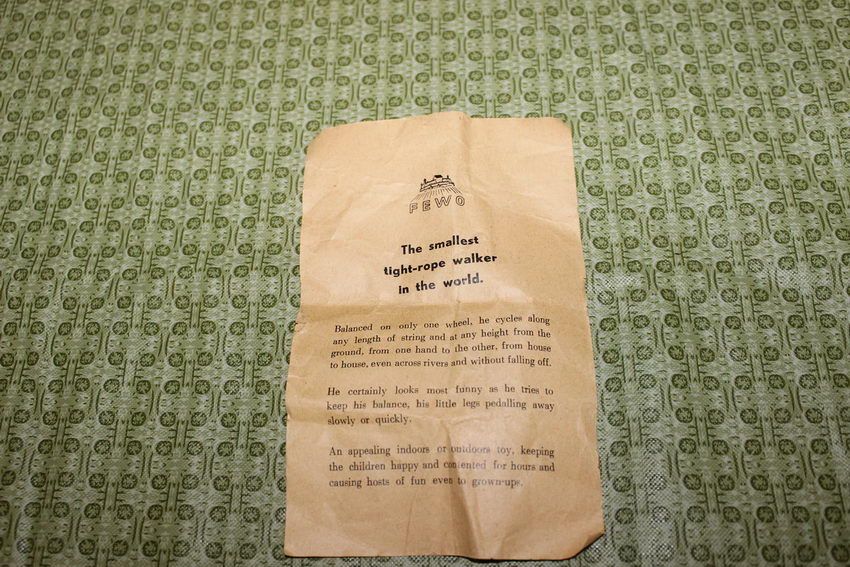 FEWO
The smallest
tight-rope walker
in the world.
Balanced on only one wheel, he cycles along
any length of string and at any height from the
ground, from one hand to the other, from house
to house, even across rivers and without falling off.
He certainly looks most funny as he tries to
keep his balance, his little legs pedalling away
slowly or quickly.
An appealing indoors or outdoors toy, keeping
the children happy and contented for hours and
causing hosts of fun even to grown-ups.